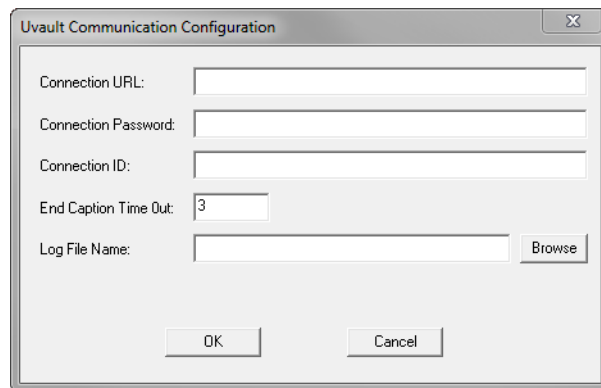 Uvault Communication Configuration
Connection URL:
Connection Password:
Connection ID:
End Caption Time Out: 3
Log File Name: Browse
OK Cancel